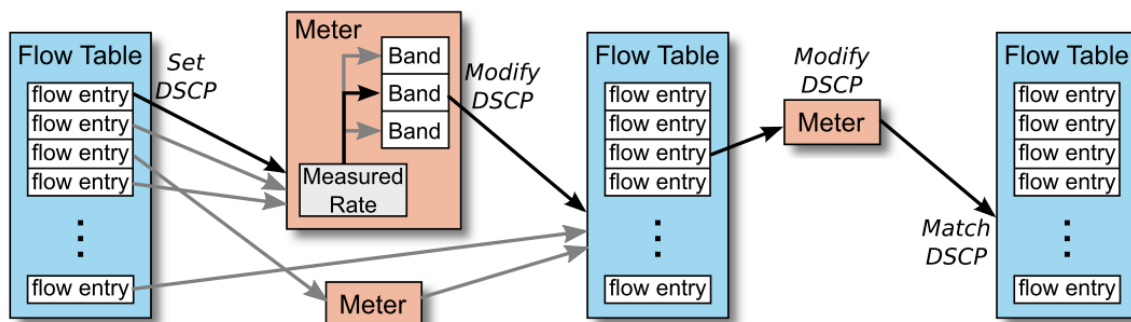 Flow Table
flow entry
flow entry
flow entry
flow entry
flow entry
Set
DSCP
Meter
Band
Band
Band
Measured
Rate
Modify
DSCP
Meter
Flow Table
flow entry
flow entry
flow entry
flow entry
flow entry
Modify
DSCP
Meter
Match
DSCP
Flow Table
flow entry
flow entry
flow entry
flow entry
flow entry